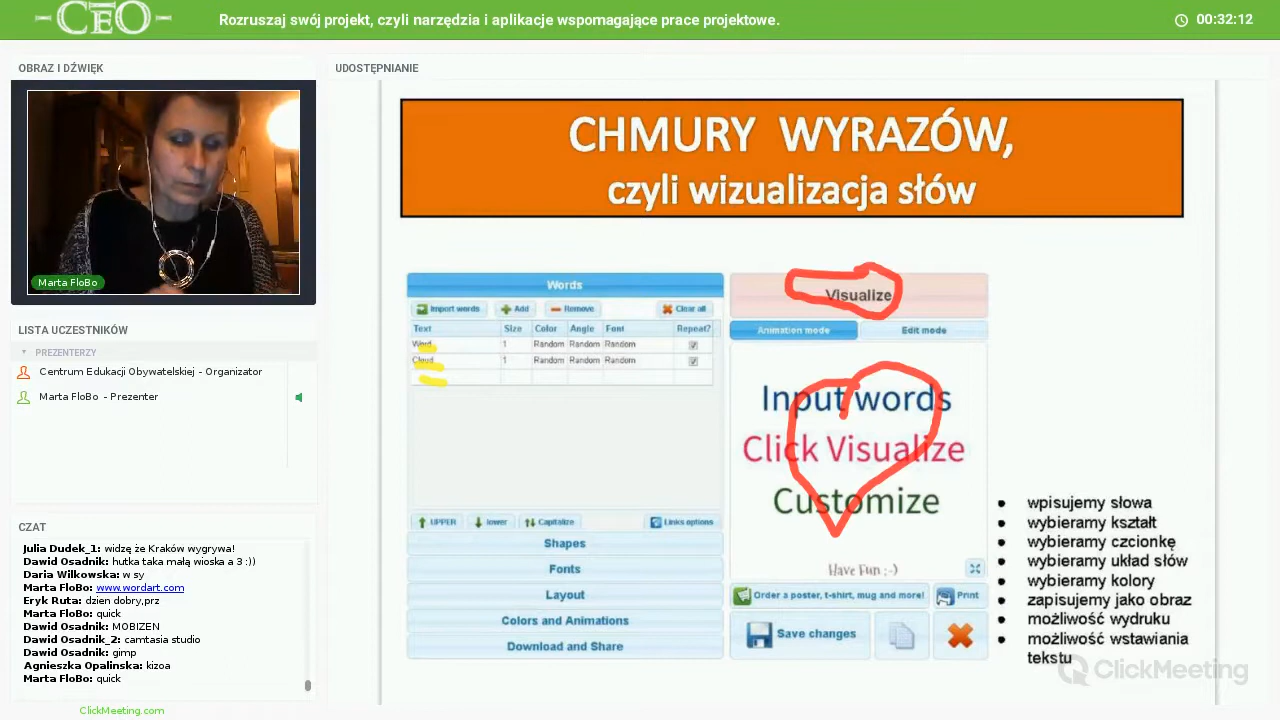 CEO
Rozruszaj swój projekt, czyli narzędzia i aplikacje wspomagające prace projektowe.
00:32:12
OBRAZ I DŹWIĘK
Marta FloBo
LISTA UCZESTNIKÓW
PREZENTERZY
Centrum Edukacji Obywatelskiej - Organizator
Marta FloBo - Prezenter
CZAT
Julia Dudek_1: widzę że Kraków wygrywa!
Dawid Osadnik: hutka taka małą wioska a 3 :))
Daria Wilkowska: w sy
Marta FloBo: www.wordart.com
Eryk Ruta: dzien dobry,prz
Marta FloBo: quick
Dawid Osadnik: MOBIZEN
Dawid Osadnik_2: camtasia studio
Dawid Osadnik: gimp
Agnieszka Opalinska: kizoa
Marta FloBo: quick
ClickMeeting.com
UDOSTĘPNIANIE
CHMURY WYRAZÓW,
czyli wizualizacja słów
Words
Import words Add Remove Clear all
Text Size Color Angle Font Repeat?
Word 1 Random Random Random
Cloud 1 Random Random Random
UPPER lower Capitalize Links options
Shapes
Fonts
Layout
Colors and Animations
Download and Share
Visualize
Animation mode Edit mode
Input words
Click Visualize
Customize
Have Fun ;-)
Order a poster, t-shirt, mug and more! Print
Save changes
wpisujemy słowa
wybieramy kształt
wybieramy czcionkę
wybieramy układ słów
wybieramy kolory
zapisujemy jako obraz
możliwość wydruku
możliwość wstawiania
tekstu
ClickMeeting